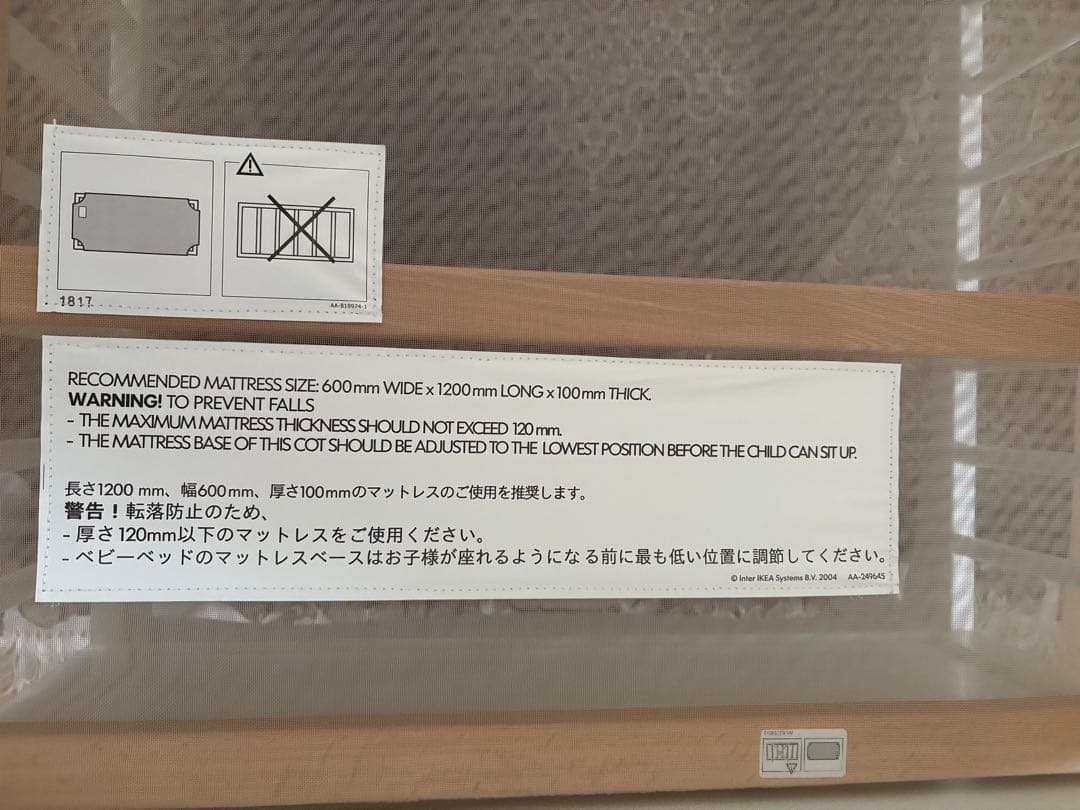 1817
AA-819974-1
RECOMMENDED MATTRESS SIZE: 600mm WIDE x 1200mm LONG x 100mm THICK.
WARNING! TO PREVENT FALLS
- THE MAXIMUM MATTRESS THICKNESS SHOULD NOT EXCEED 120 mm.
- THE MATTRESS BASE OF THIS COT SHOULD BE ADJUSTED TO THE LOWEST POSITION BEFORE THE CHILD CAN SIT UP.
長さ1200 mm、幅600mm、厚さ100mmのマットレスのご使用を推奨します。
警告！転落防止のため、
- 厚さ120mm以下のマットレスをご使用ください。
- ベビーベッドのマットレスベースはお子様が座れるようになる前に最も低い位置に調節してください。
© Inter IKEA Systems B.V. 2004 AA-249645